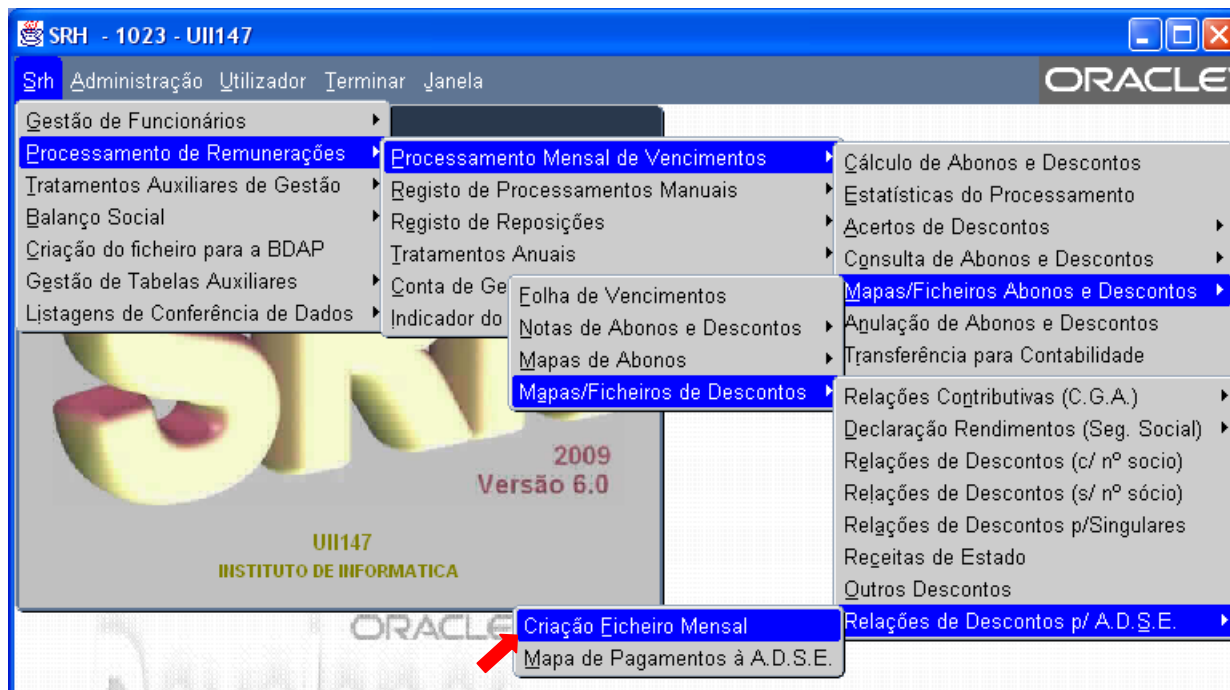 SRH - 1023 - UII147
Srh Administração Utilizador Terminar Janela
ORACLE
Gestão de Funcionários
Processamento de Remunerações
Tratamentos Auxiliares de Gestão
Balanço Social
Criação do ficheiro para a BDAP
Gestão de Tabelas Auxiliares
Listagens de Conferência de Dados
Processamento Mensal de Vencimentos
Registo de Processamentos Manuais
Registo de Reposições
Tratamentos Anuais
Conta de Ge
Indicador do
Cálculo de Abonos e Descontos
Estatísticas do Processamento
Acertos de Descontos
Consulta de Abonos e Descontos
Mapas/Ficheiros Abonos e Descontos
Anulação de Abonos e Descontos
Transferência para Contabilidade
Folha de Vencimentos
Notas de Abonos e Descontos
Mapas de Abonos
Mapas/Ficheiros de Descontos
Relações Contributivas (C.G.A.)
Declaração Rendimentos (Seg. Social)
Relações de Descontos (c/ nº socio)
Relações de Descontos (s/ nº sócio)
Relações de Descontos p/Singulares
Receitas de Estado
Outros Descontos
Relações de Descontos p/ A.D.S.E.
Criação Ficheiro Mensal
Mapa de Pagamentos à A.D.S.E.
SRH
2009
Versão 6.0
UII147
INSTITUTO DE INFORMATICA
ORACLE